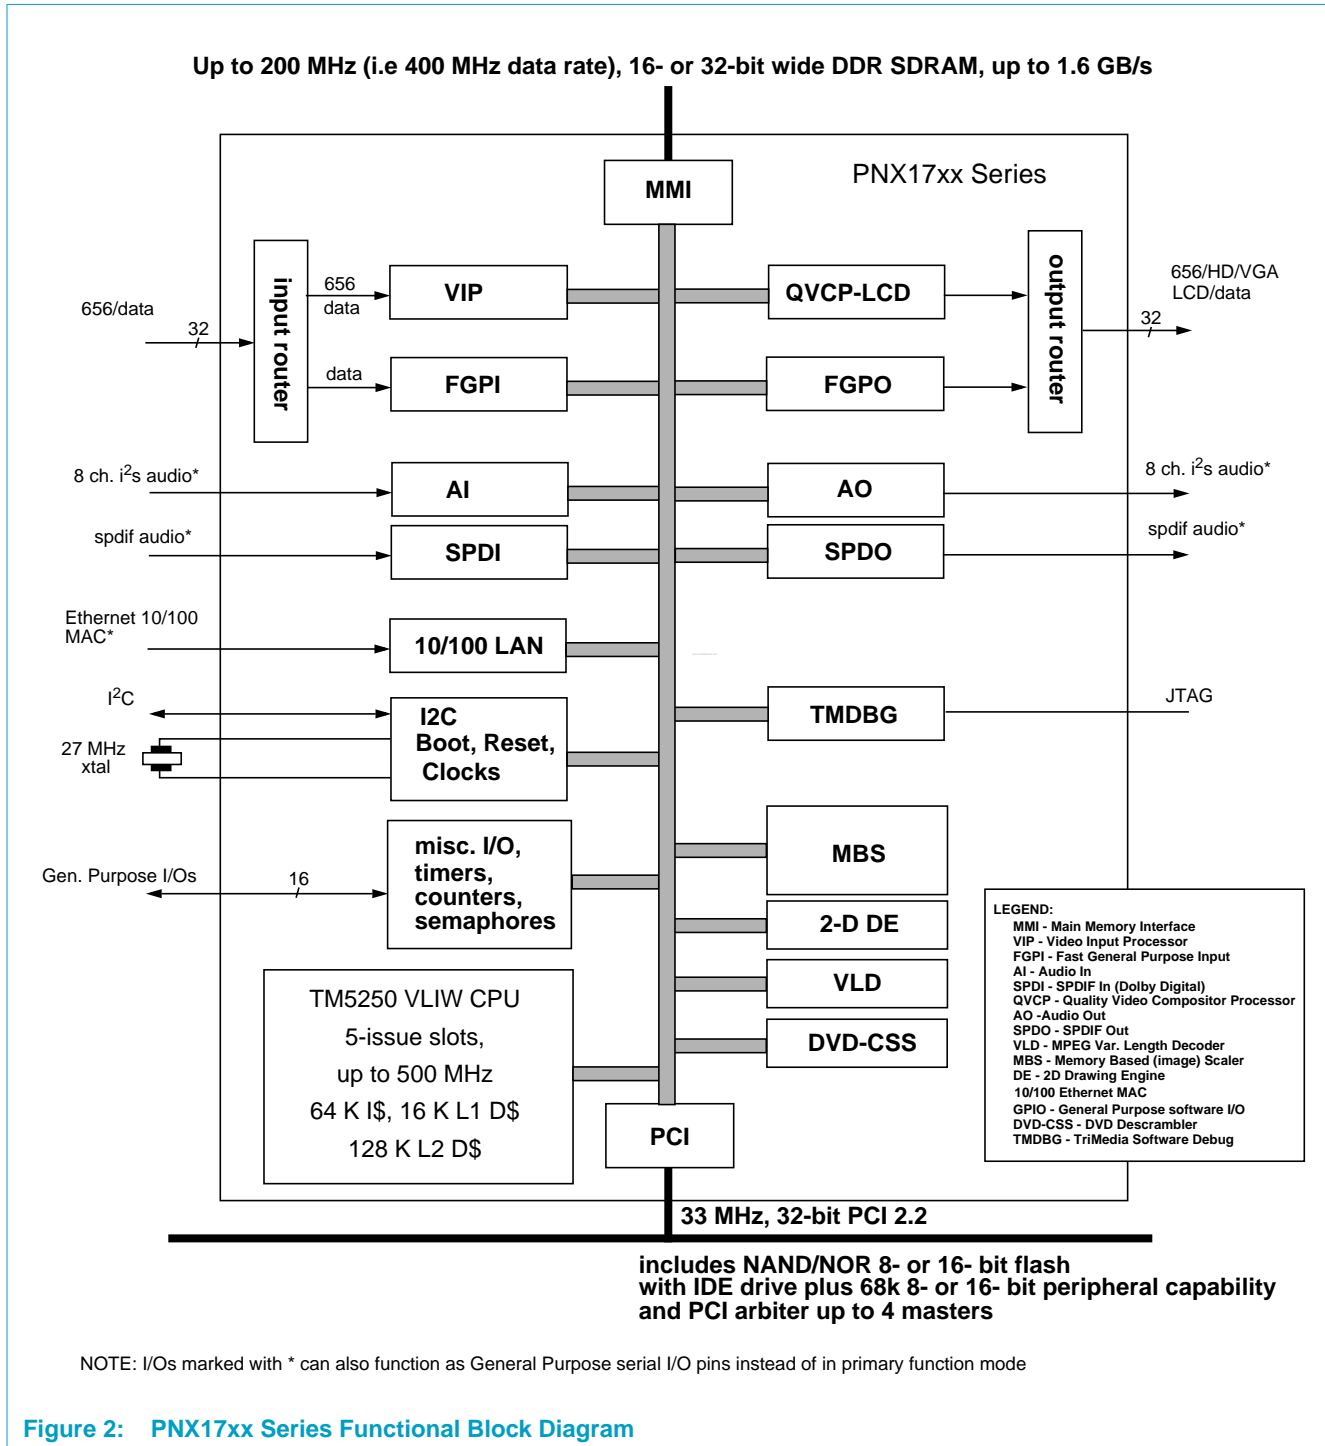 Up to 200 MHz (i.e 400 MHz data rate), 16- or 32-bit wide DDR SDRAM, up to 1.6 GB/s
PNX17xx Series
MMI
input router
656
data
VIP
QVCP-LCD
output router
656/HD/VGA
LCD/data
656/data
32
32
data
FGPI
FGPO
8 ch. i2s audio*
AI
AO
8 ch. i2s audio*
spdif audio*
SPDI
SPDO
spdif audio*
Ethernet 10/100
MAC*
10/100 LAN
I2C
I2C
Boot, Reset,
Clocks
TMDBG
JTAG
27 MHz
xtal
misc. I/O,
timers,
counters,
semaphores
MBS
Gen. Purpose I/Os
16
2-D DE
VLD
DVD-CSS
TM5250 VLIW CPU
5-issue slots,
up to 500 MHz
64 K I$, 16 K L1 D$
128 K L2 D$
PCI
LEGEND:
MMI - Main Memory Interface
VIP - Video Input Processor
FGPI - Fast General Purpose Input
AI - Audio In
SPDI - SPDIF In (Dolby Digital)
QVCP - Quality Video Compositor Processor
AO -Audio Out
SPDO - SPDIF Out
VLD - MPEG Var. Length Decoder
MBS - Memory Based (image) Scaler
DE - 2D Drawing Engine
10/100 Ethernet MAC
GPIO - General Purpose software I/O
DVD-CSS - DVD Descrambler
TMDBG - TriMedia Software Debug
33 MHz, 32-bit PCI 2.2
includes NAND/NOR 8- or 16- bit flash
with IDE drive plus 68k 8- or 16- bit peripheral capability
and PCI arbiter up to 4 masters
NOTE: I/Os marked with * can also function as General Purpose serial I/O pins instead of in primary function mode
Figure 2: PNX17xx Series Functional Block Diagram